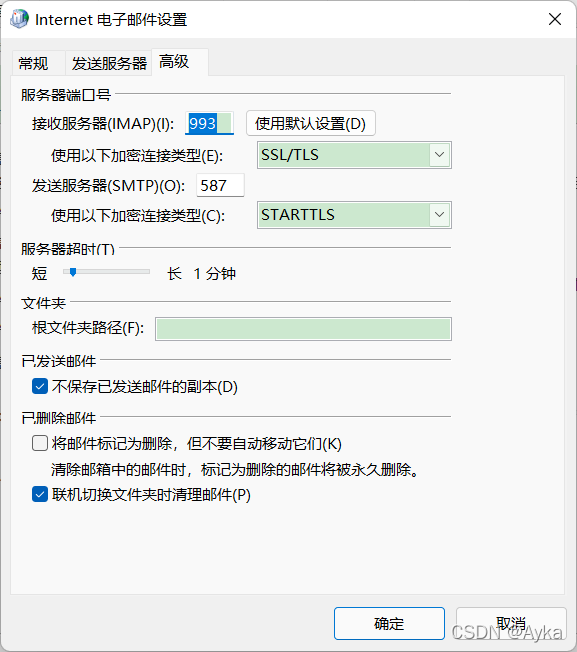 Internet 电子邮件设置
常规 发送服务器 高级
服务器端口号
接收服务器(IMAP)(I): 993 使用默认设置(D)
使用以下加密连接类型(E): SSL/TLS
发送服务器(SMTP)(O): 587
使用以下加密连接类型(C): STARTTLS
服务器超时(T)
短 长 1 分钟
文件夹
根文件夹路径(F):
已发送邮件
不保存已发送邮件的副本(D)
已删除邮件
将邮件标记为删除，但不要自动移动它们(K)
清除邮箱中的邮件时，标记为删除的邮件将被永久删除。
联机切换文件夹时清理邮件(P)
确定 取消
CSDN @Ayka